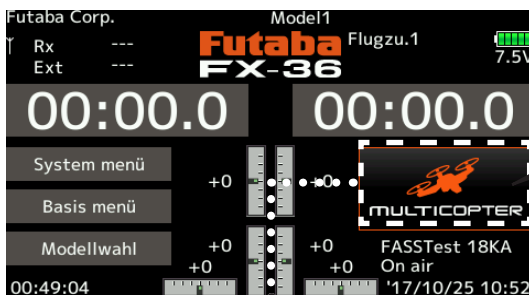 Futaba Corp.
Model1
Rx ---
Ext ---
Futaba
FX-36
Flugzu.1
7.5V
00:00.0
00:00.0
System menü
Basis menü
Modellwahl
+0
+0
MULTICOPTER
+0
+0
+0
+0
FASSTest 18KA
On air
00:49:04
'17/10/25 10:52